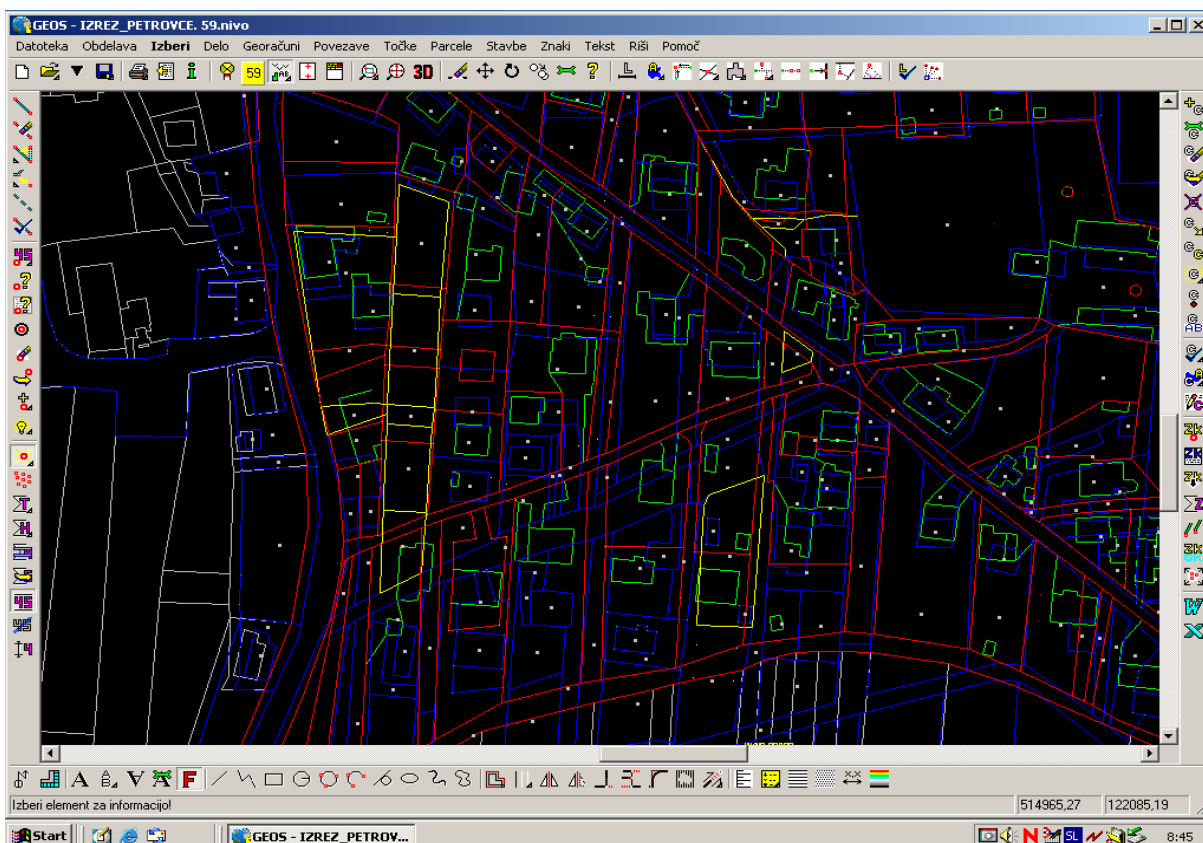 GEOS - IZREZ_PETROVCE. 59.nivo
Datoteka Obdelava Izberi Delo Georačuni Povezave Točke Parcele Stavbe Znaki Tekst Riši Pomoč
59 3D
Izberi element za informacijo!
514965,27 122085,19
Start GEOS - IZREZ_PETROV... SL 8:45